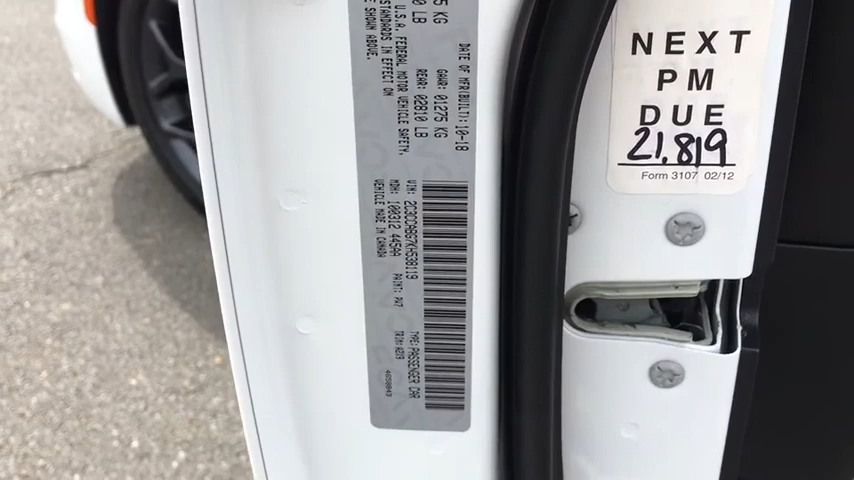 DATE OF MFR(BUILT): 10-18
GAWR: 01275 KG
REAR: 02810 LB
5 KG
0 LB
U.S.A. FEDERAL MOTOR VEHICLE SAFETY,
STANDARDS IN EFFECT ON
E SHOWN ABOVE.
VIN: 2C3CCABG7KH538119
TYPE: PASSENGER CAR
MDH: 100312 445AA
PAINT: PW7
TRIM: A2X9
VEHICLE MADE IN CANADA
NEXT
PM
DUE
21,819
Form 3107 02/12